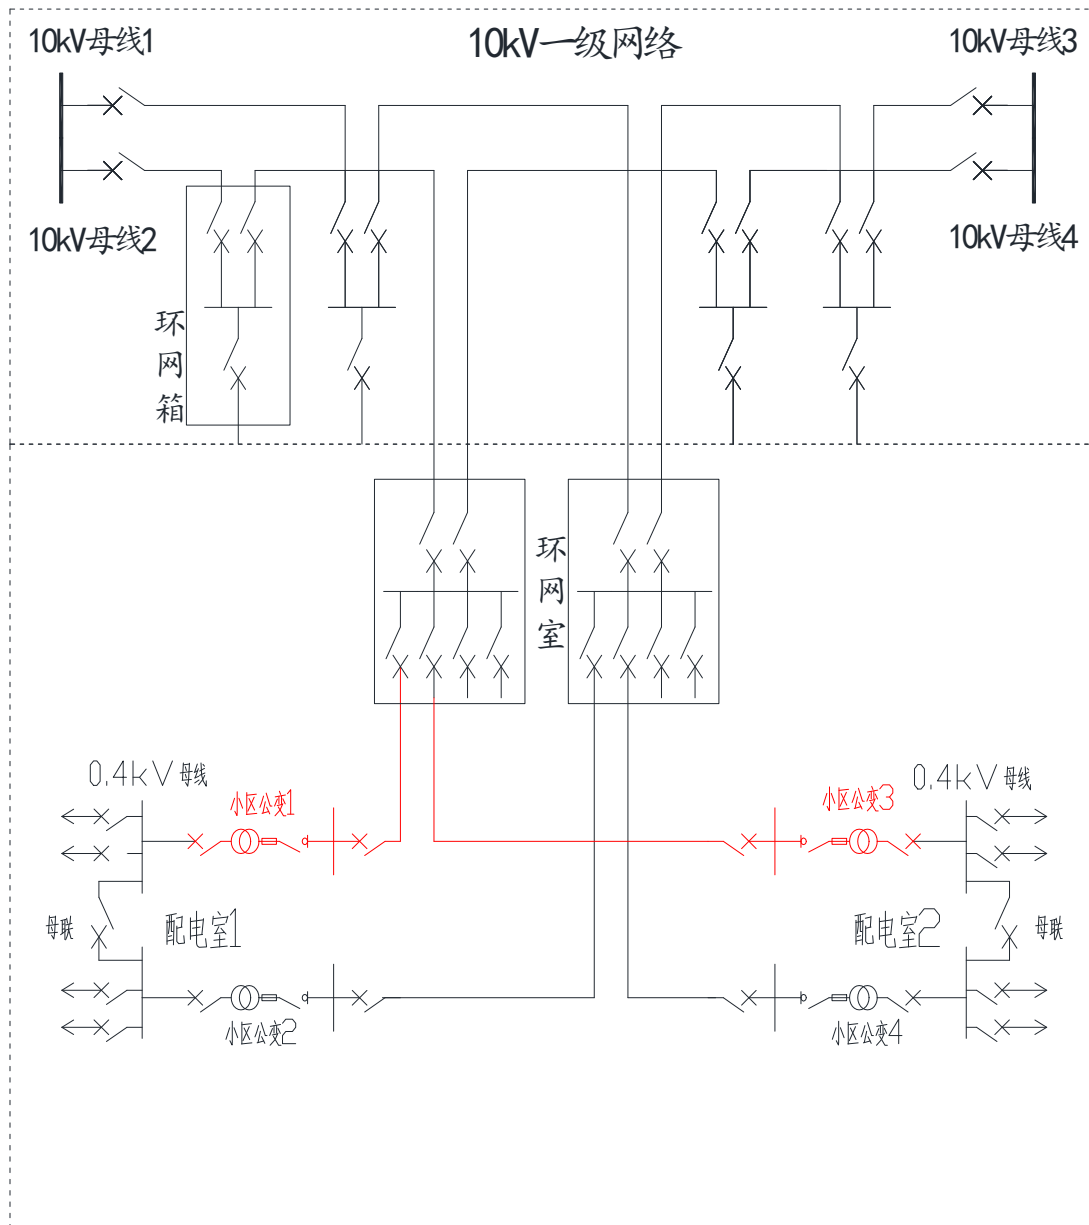 10kV母线1
10kV一级网络
10kV母线3
10kV母线2
10kV母线4
环网箱
环网室
0.4kV母线
小区公变1
小区公变3
0.4kV母线
母联
配电室1
配电室2
母联
小区公变2
小区公变4